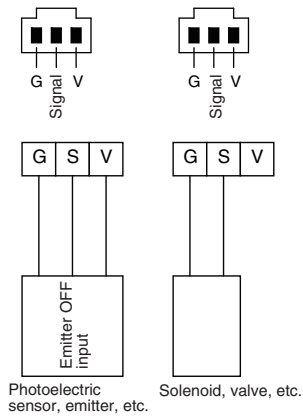 G Signal V
G Signal V
G S V
G S V
Emitter OFF
input
Photoelectric
sensor, emitter, etc.
Solenoid, valve, etc.